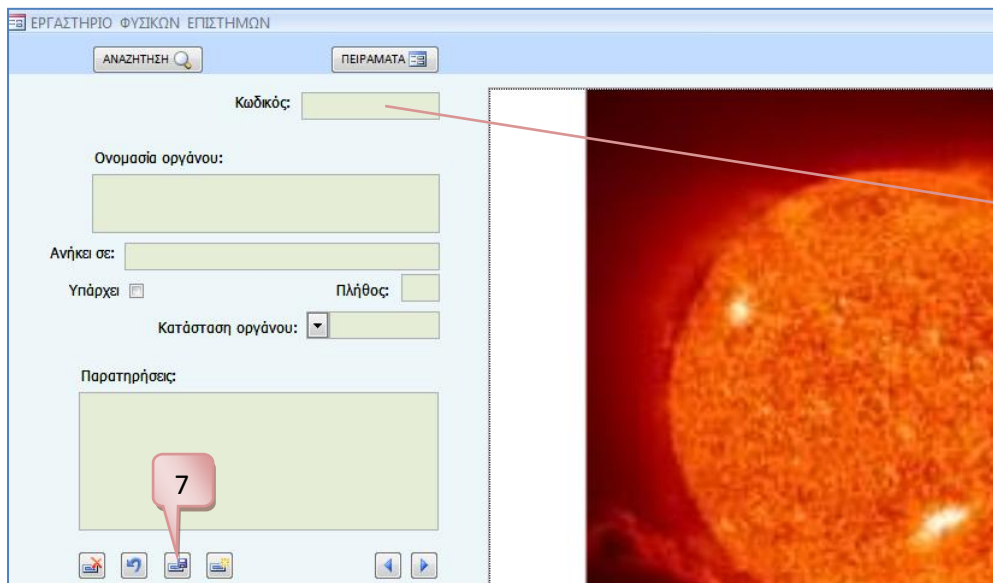 ΕΡΓΑΣΤΗΡΙΟ ΦΥΣΙΚΩΝ ΕΠΙΣΤΗΜΩΝ
ΑΝΑΖΗΤΗΣΗ ΠΕΙΡΑΜΑΤΑ
Κωδικός:
Ονομασία οργάνου:
Ανήκει σε:
Υπάρχει Πλήθος:
Κατάσταση οργάνου:
Παρατηρήσεις:
7